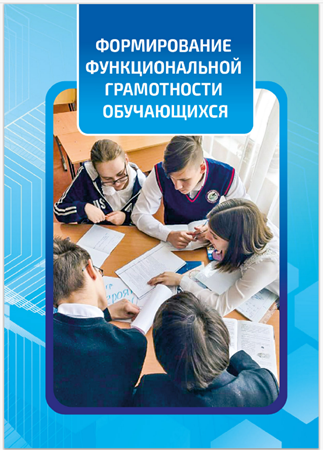 ФОРМИРОВАНИЕ
ФУНКЦИОНАЛЬНОЙ
ГРАМОТНОСТИ
ОБУЧАЮЩИХСЯ